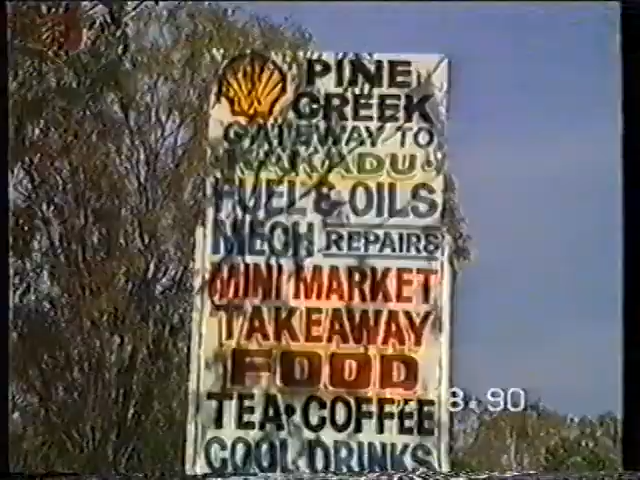 PINE
CREEK
GATEWAY TO
KAKADU
FUEL & OILS
MECH REPAIRS
MINI MARKET
TAKEAWAY
FOOD
TEA•COFFEE
8.90
COOL DRINKS